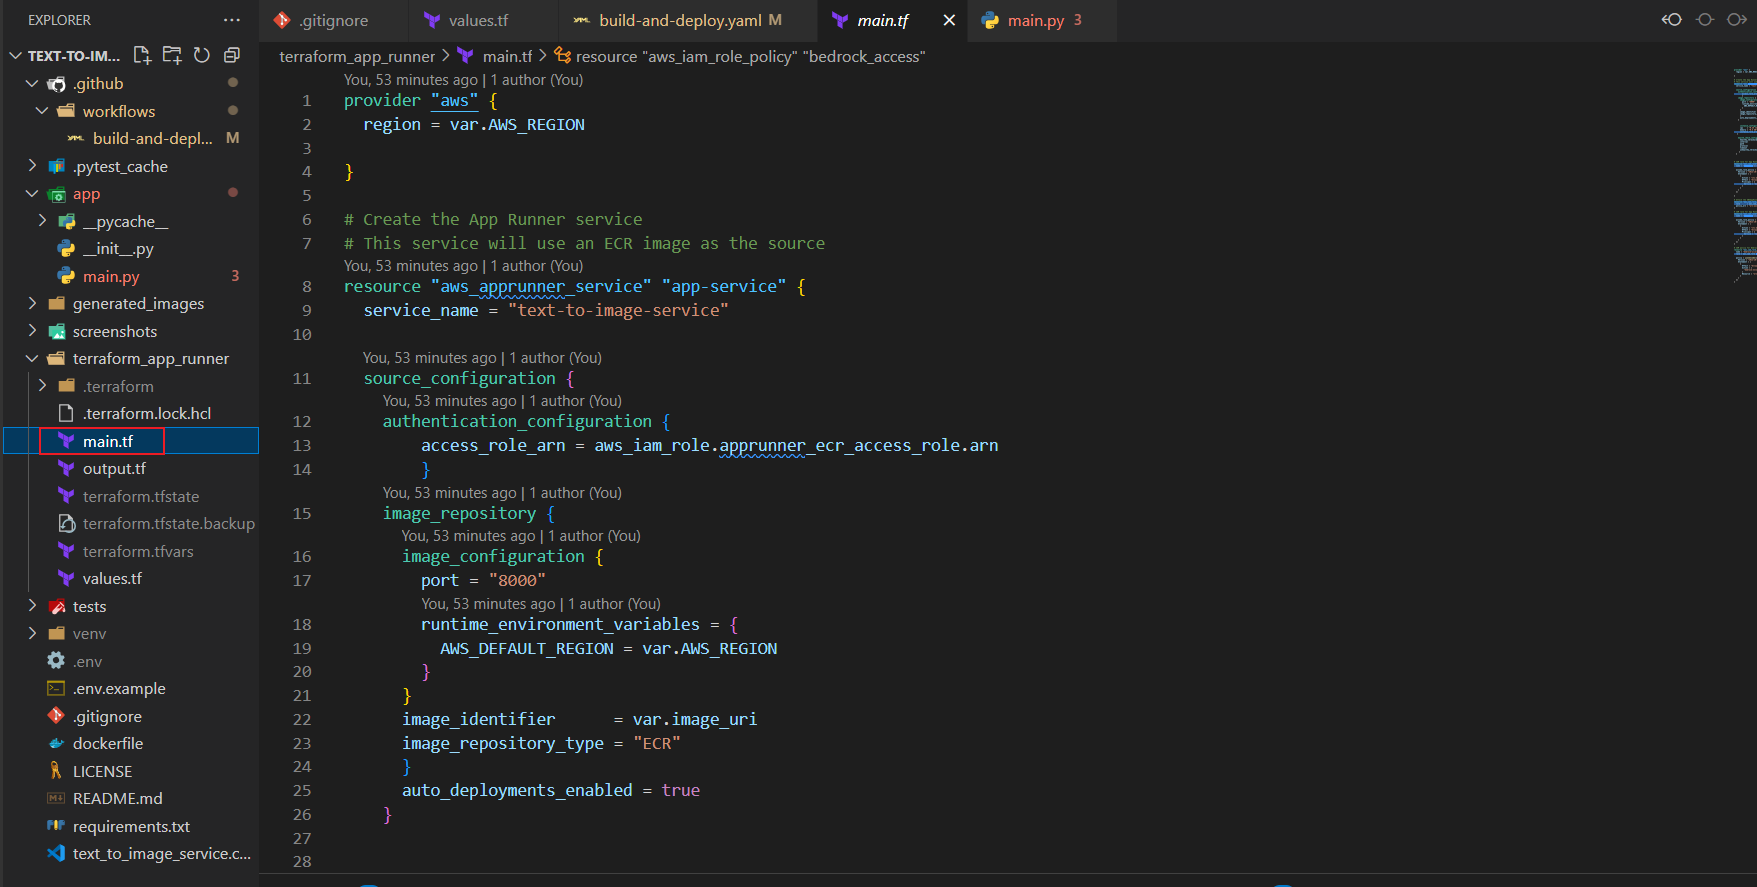 EXPLORER
TEXT-TO-IM...
.github
workflows
build-and-depl... M
.pytest_cache
app
__pycache__
__init__.py
main.py 3
generated_images
screenshots
terraform_app_runner
.terraform
.terraform.lock.hcl
main.tf
output.tf
terraform.tfstate
terraform.tfstate.backup
terraform.tfvars
values.tf
tests
venv
.env
.env.example
.gitignore
dockerfile
LICENSE
README.md
requirements.txt
text_to_image_service.c...
.gitignore
values.tf
build-and-deploy.yaml M
main.tf
main.py 3
terraform_app_runner > main.tf > resource "aws_iam_role_policy" "bedrock_access"
You, 53 minutes ago | 1 author (You)
1 provider "aws" {
2 region = var.AWS_REGION
3
4 }
5
6 # Create the App Runner service
7 # This service will use an ECR image as the source
You, 53 minutes ago | 1 author (You)
8 resource "aws_apprunner_service" "app-service" {
9 service_name = "text-to-image-service"
10
You, 53 minutes ago | 1 author (You)
11 source_configuration {
You, 53 minutes ago | 1 author (You)
12 authentication_configuration {
13 access_role_arn = aws_iam_role.apprunner_ecr_access_role.arn
14 }
You, 53 minutes ago | 1 author (You)
15 image_repository {
You, 53 minutes ago | 1 author (You)
16 image_configuration {
17 port = "8000"
You, 53 minutes ago | 1 author (You)
18 runtime_environment_variables = {
19 AWS_DEFAULT_REGION = var.AWS_REGION
20 }
21 }
22 image_identifier = var.image_uri
23 image_repository_type = "ECR"
24 }
25 auto_deployments_enabled = true
26 }
27
28